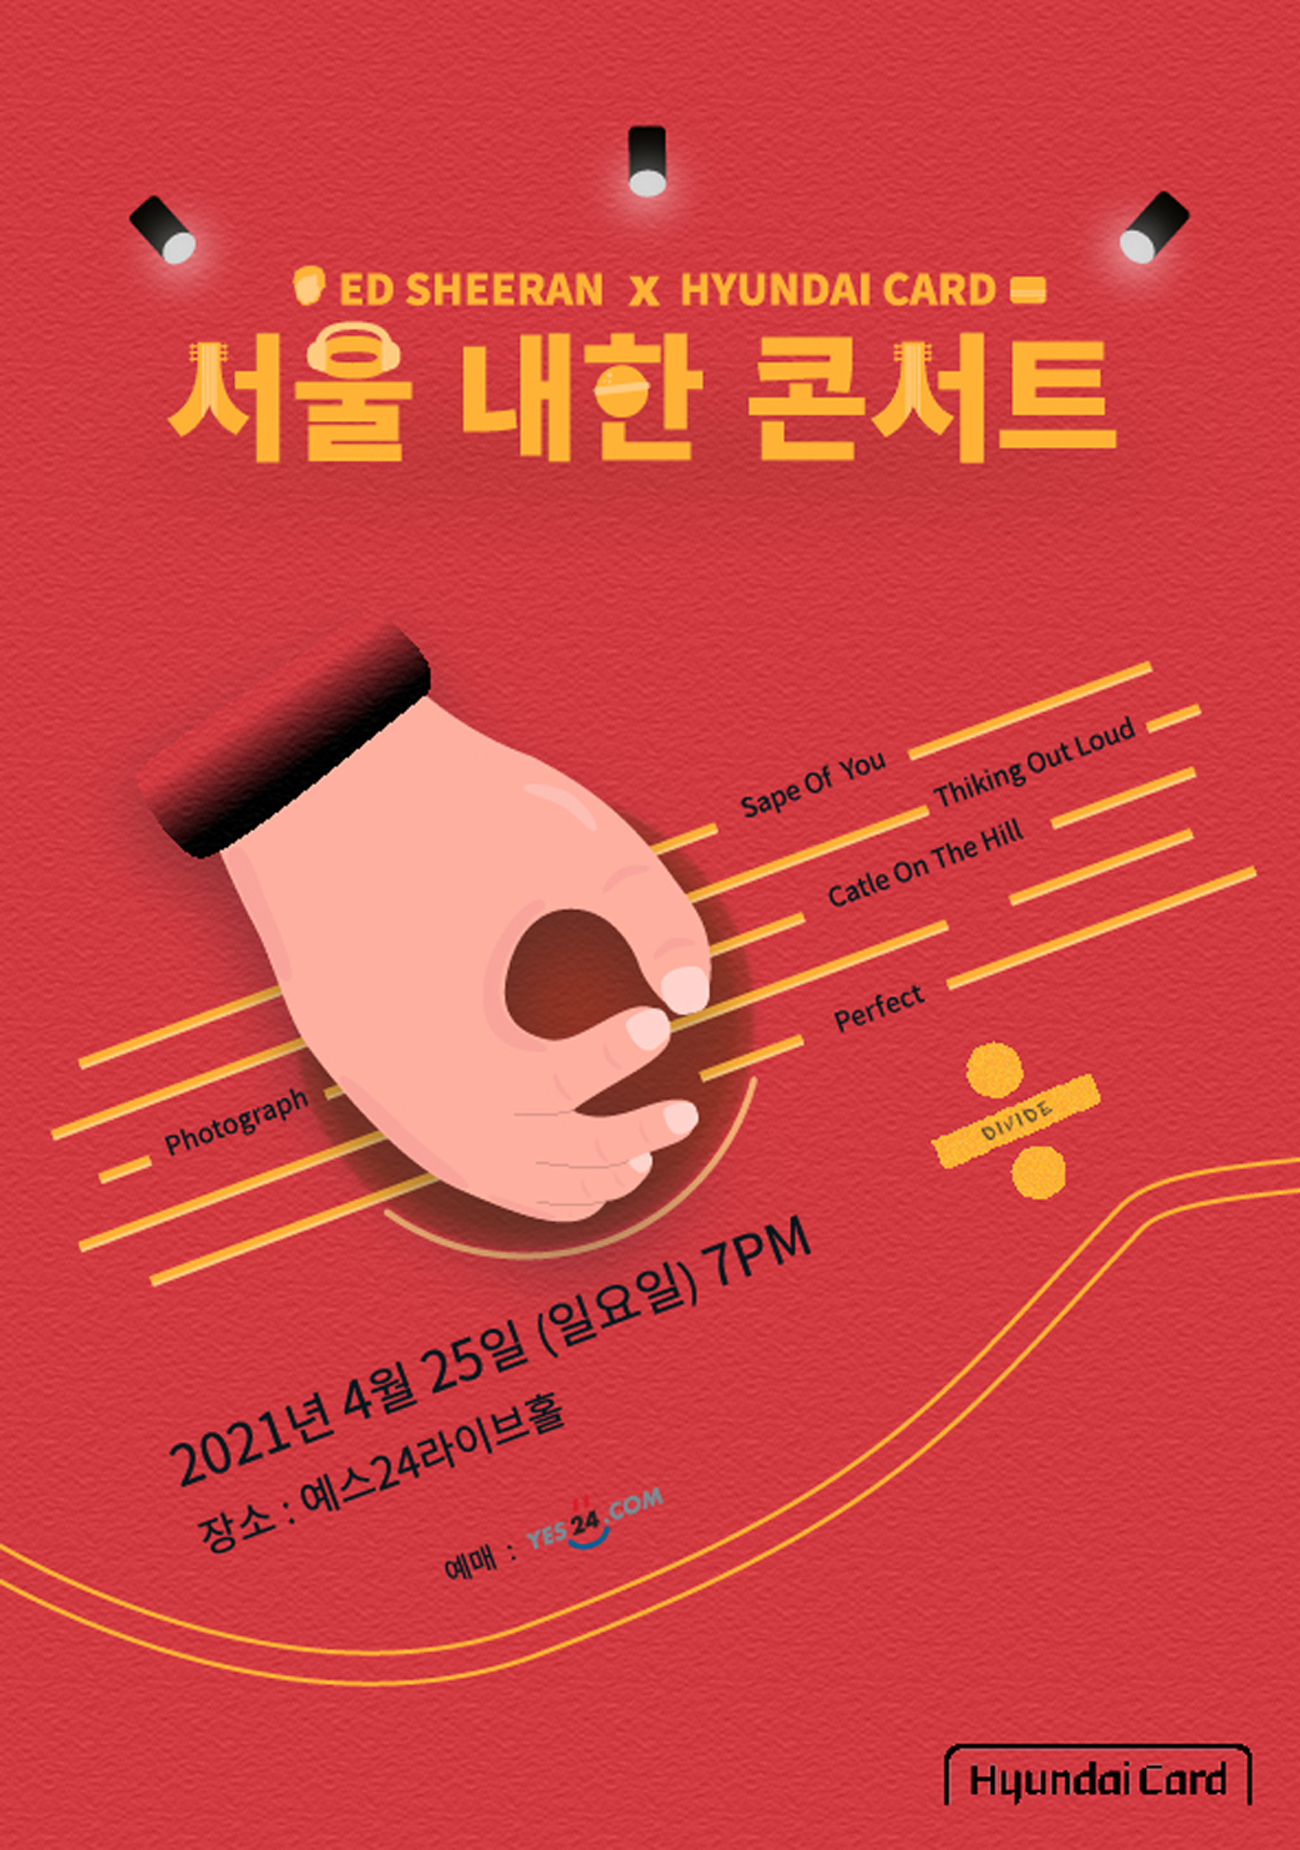 ED SHEERAN x HYUNDAI CARD
서울 내한 콘서트
Sape Of You
Thiking Out Loud
Catle On The Hill
Perfect
Photograph
DIVIDE
2021년 4월 25일 (일요일) 7PM
장소 : 예스24라이브홀
예매 : YES24.COM
Hyundai Card